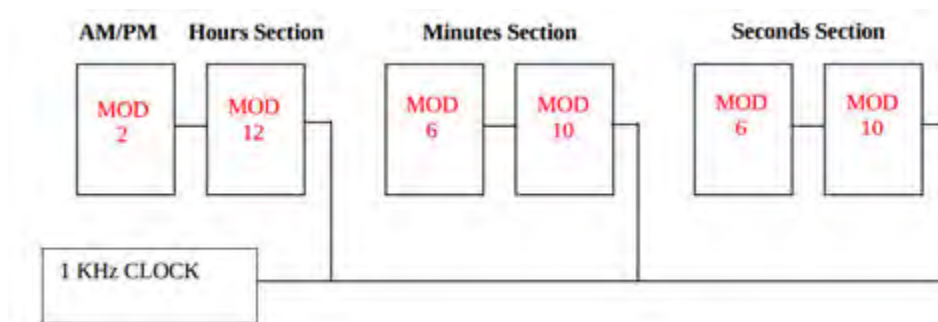 AM/PM Hours Section Minutes Section Seconds Section
MOD MOD MOD MOD MOD MOD
2 12 6 10 6 10
1 KHz CLOCK